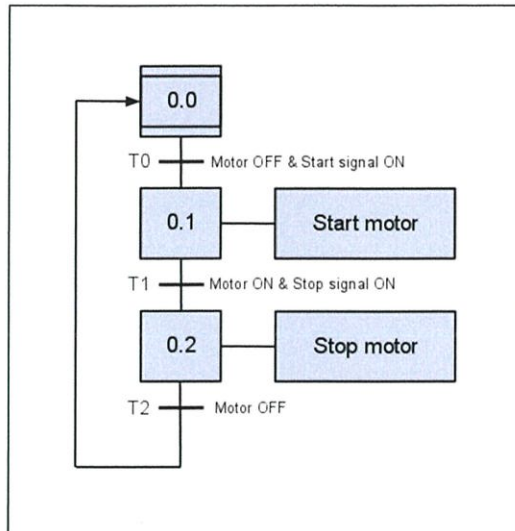 0.0
T0 Motor OFF & Start signal ON
0.1 Start motor
T1 Motor ON & Stop signal ON
0.2 Stop motor
T2 Motor OFF